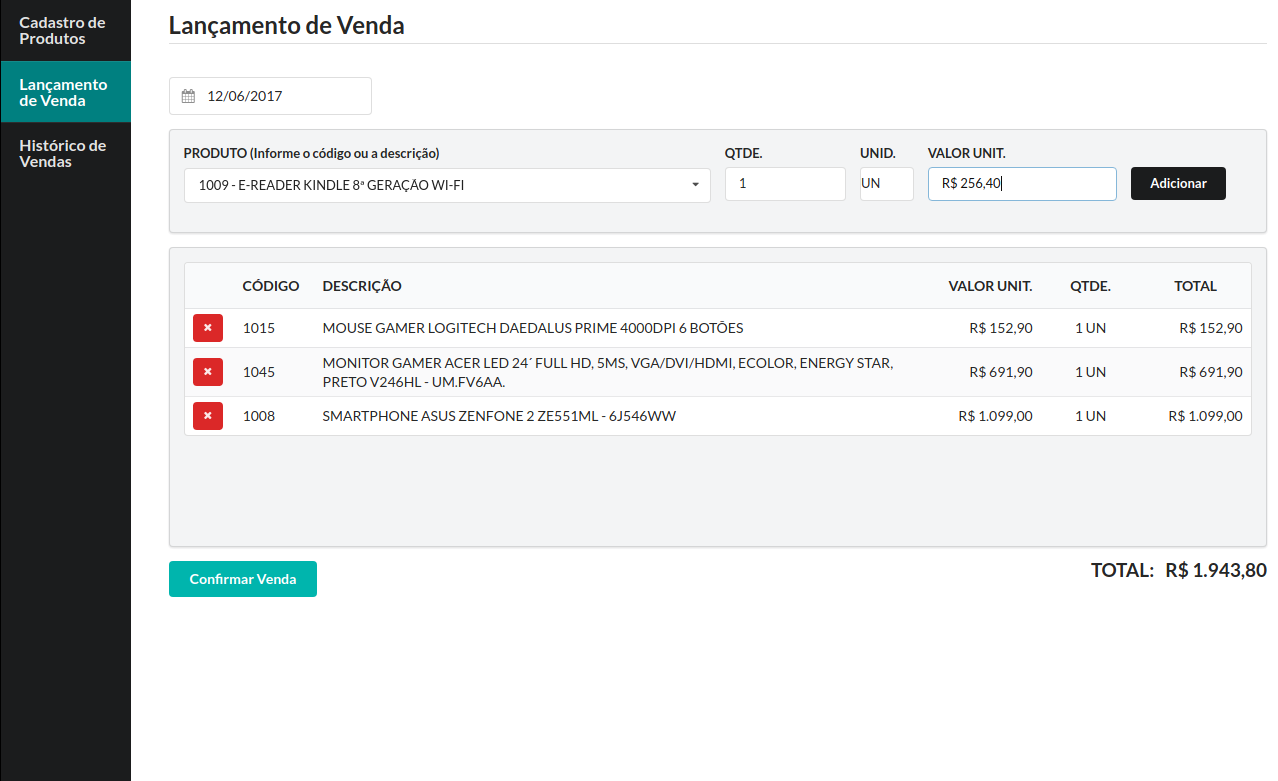 Cadastro de
Produtos
Lançamento
de Venda
Histórico de
Vendas
Lançamento de Venda
12/06/2017
PRODUTO (Informe o código ou a descrição) QTDE. UNID. VALOR UNIT.
1009 - E-READER KINDLE 8ª GERAÇÃO WI-FI 1 UN R$ 256,40 Adicionar
CÓDIGO DESCRIÇÃO VALOR UNIT. QTDE. TOTAL
1015 MOUSE GAMER LOGITECH DAEDALUS PRIME 4000DPI 6 BOTÕES R$ 152,90 1 UN R$ 152,90
1045 MONITOR GAMER ACER LED 24´ FULL HD, 5MS, VGA/DVI/HDMI, ECOLOR, ENERGY STAR,
PRETO V246HL - UM.FV6AA. R$ 691,90 1 UN R$ 691,90
1008 SMARTPHONE ASUS ZENFONE 2 ZE551ML - 6J546WW R$ 1.099,00 1 UN R$ 1.099,00
Confirmar Venda TOTAL: R$ 1.943,80